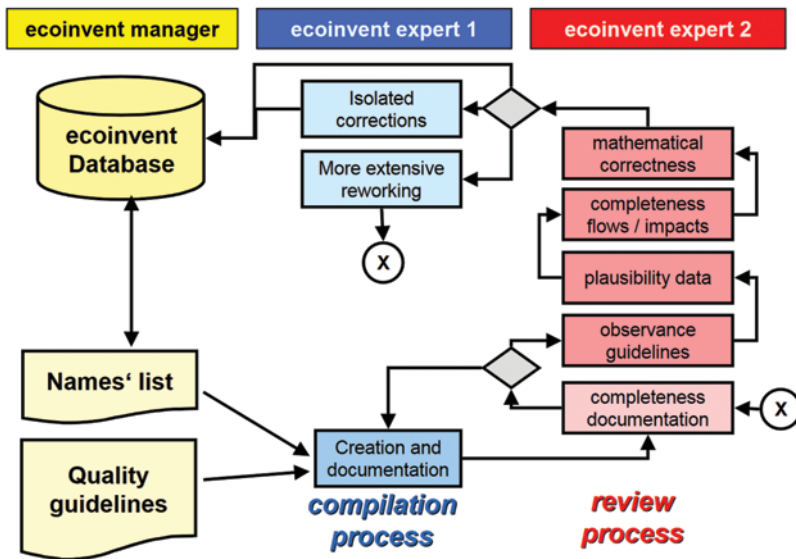 ecoinvent manager
ecoinvent expert 1
ecoinvent expert 2
ecoinvent
Database
Isolated
corrections
More extensive
reworking
X
mathematical
correctness
completeness
flows / impacts
plausibility data
observance
guidelines
completeness
documentation
X
Names‘ list
Quality
guidelines
Creation and
documentation
compilation
process
review
process